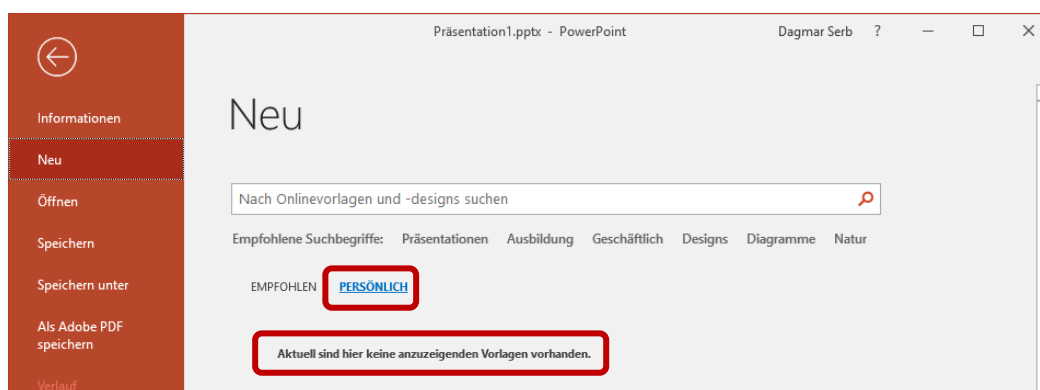 Präsentation1.pptx - PowerPoint
Dagmar Serb
?
Informationen
Neu
Öffnen
Speichern
Speichern unter
Als Adobe PDF
speichern
Verlauf
Neu
Nach Onlinevorlagen und -designs suchen
Empfohlene Suchbegriffe: Präsentationen Ausbildung Geschäftlich Designs Diagramme Natur
EMPFOHLEN PERSÖNLICH
Aktuell sind hier keine anzuzeigenden Vorlagen vorhanden.